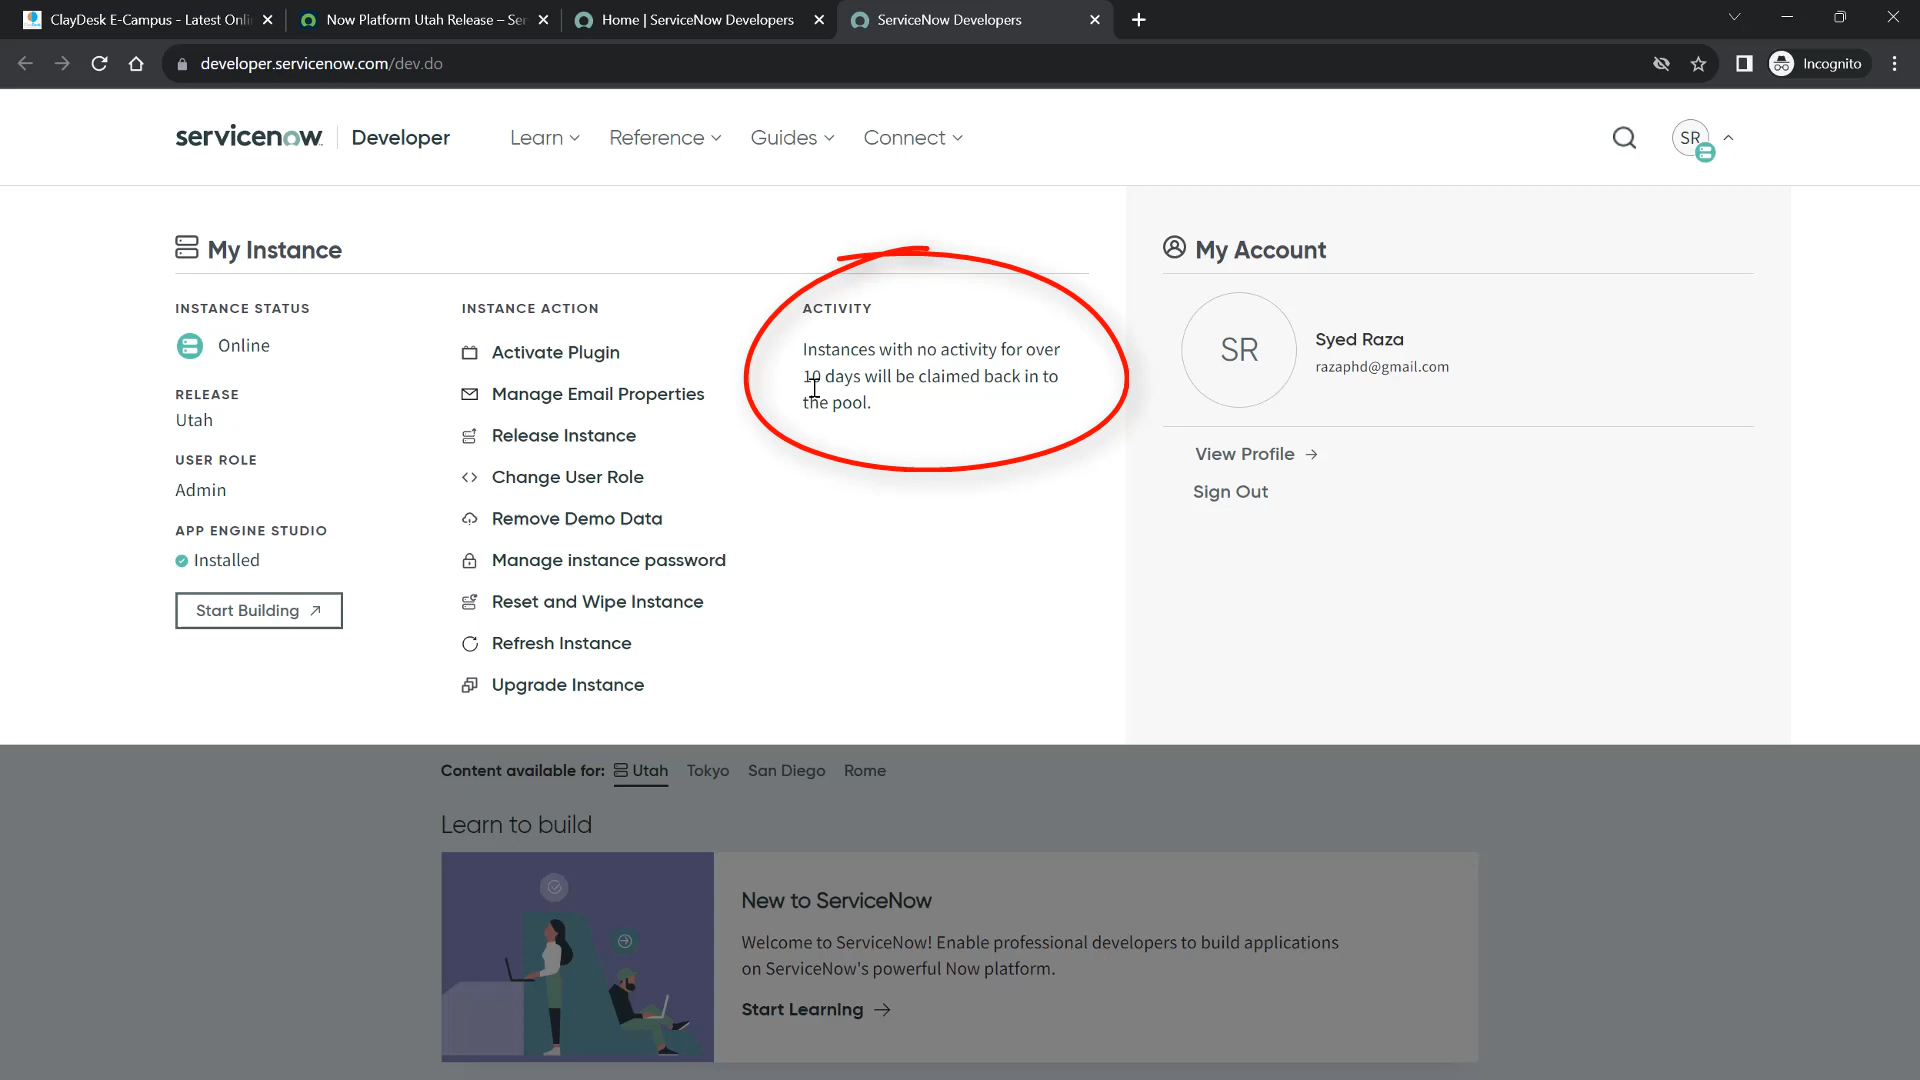 ClayDesk E-Campus - Latest Onli
Now Platform Utah Release – Ser
Home | ServiceNow Developers
ServiceNow Developers
developer.servicenow.com/dev.do
Incognito
servicenow
Developer
Learn
Reference
Guides
Connect
SR
My Instance
INSTANCE STATUS
Online
RELEASE
Utah
USER ROLE
Admin
APP ENGINE STUDIO
Installed
Start Building
INSTANCE ACTION
Activate Plugin
Manage Email Properties
Release Instance
Change User Role
Remove Demo Data
Manage instance password
Reset and Wipe Instance
Refresh Instance
Upgrade Instance
ACTIVITY
Instances with no activity for over
10 days will be claimed back in to
the pool.
My Account
SR
Syed Raza
razaphd@gmail.com
View Profile
Sign Out
Content available for: Utah Tokyo San Diego Rome
Learn to build
New to ServiceNow
Welcome to ServiceNow! Enable professional developers to build applications
on ServiceNow's powerful Now platform.
Start Learning